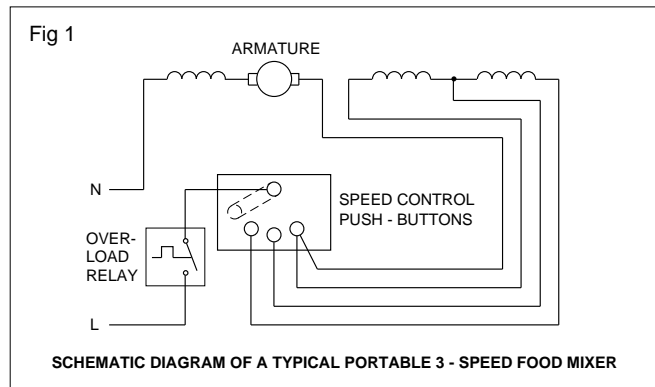 Fig 1
ARMATURE
N
SPEED CONTROL
PUSH - BUTTONS
OVER-
LOAD
RELAY
L
SCHEMATIC DIAGRAM OF A TYPICAL PORTABLE 3 - SPEED FOOD MIXER